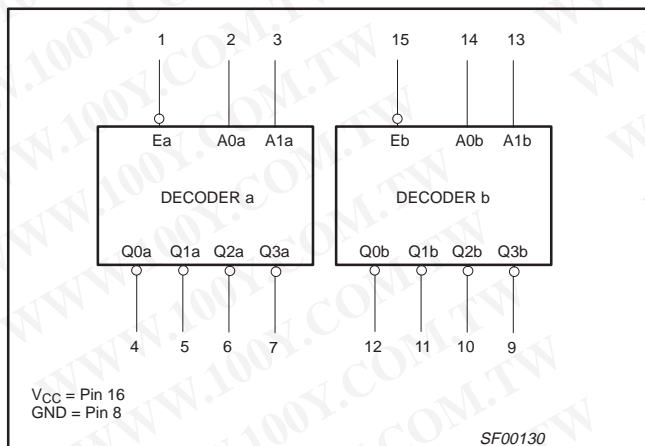 1 2 3 15 14 13
Ea A0a A1a Eb A0b A1b
DECODER a DECODER b
Q0a Q1a Q2a Q3a Q0b Q1b Q2b Q3b
4 5 6 7 12 11 10 9
VCC = Pin 16
GND = Pin 8
SF00130
WWW.100Y.COM.TW